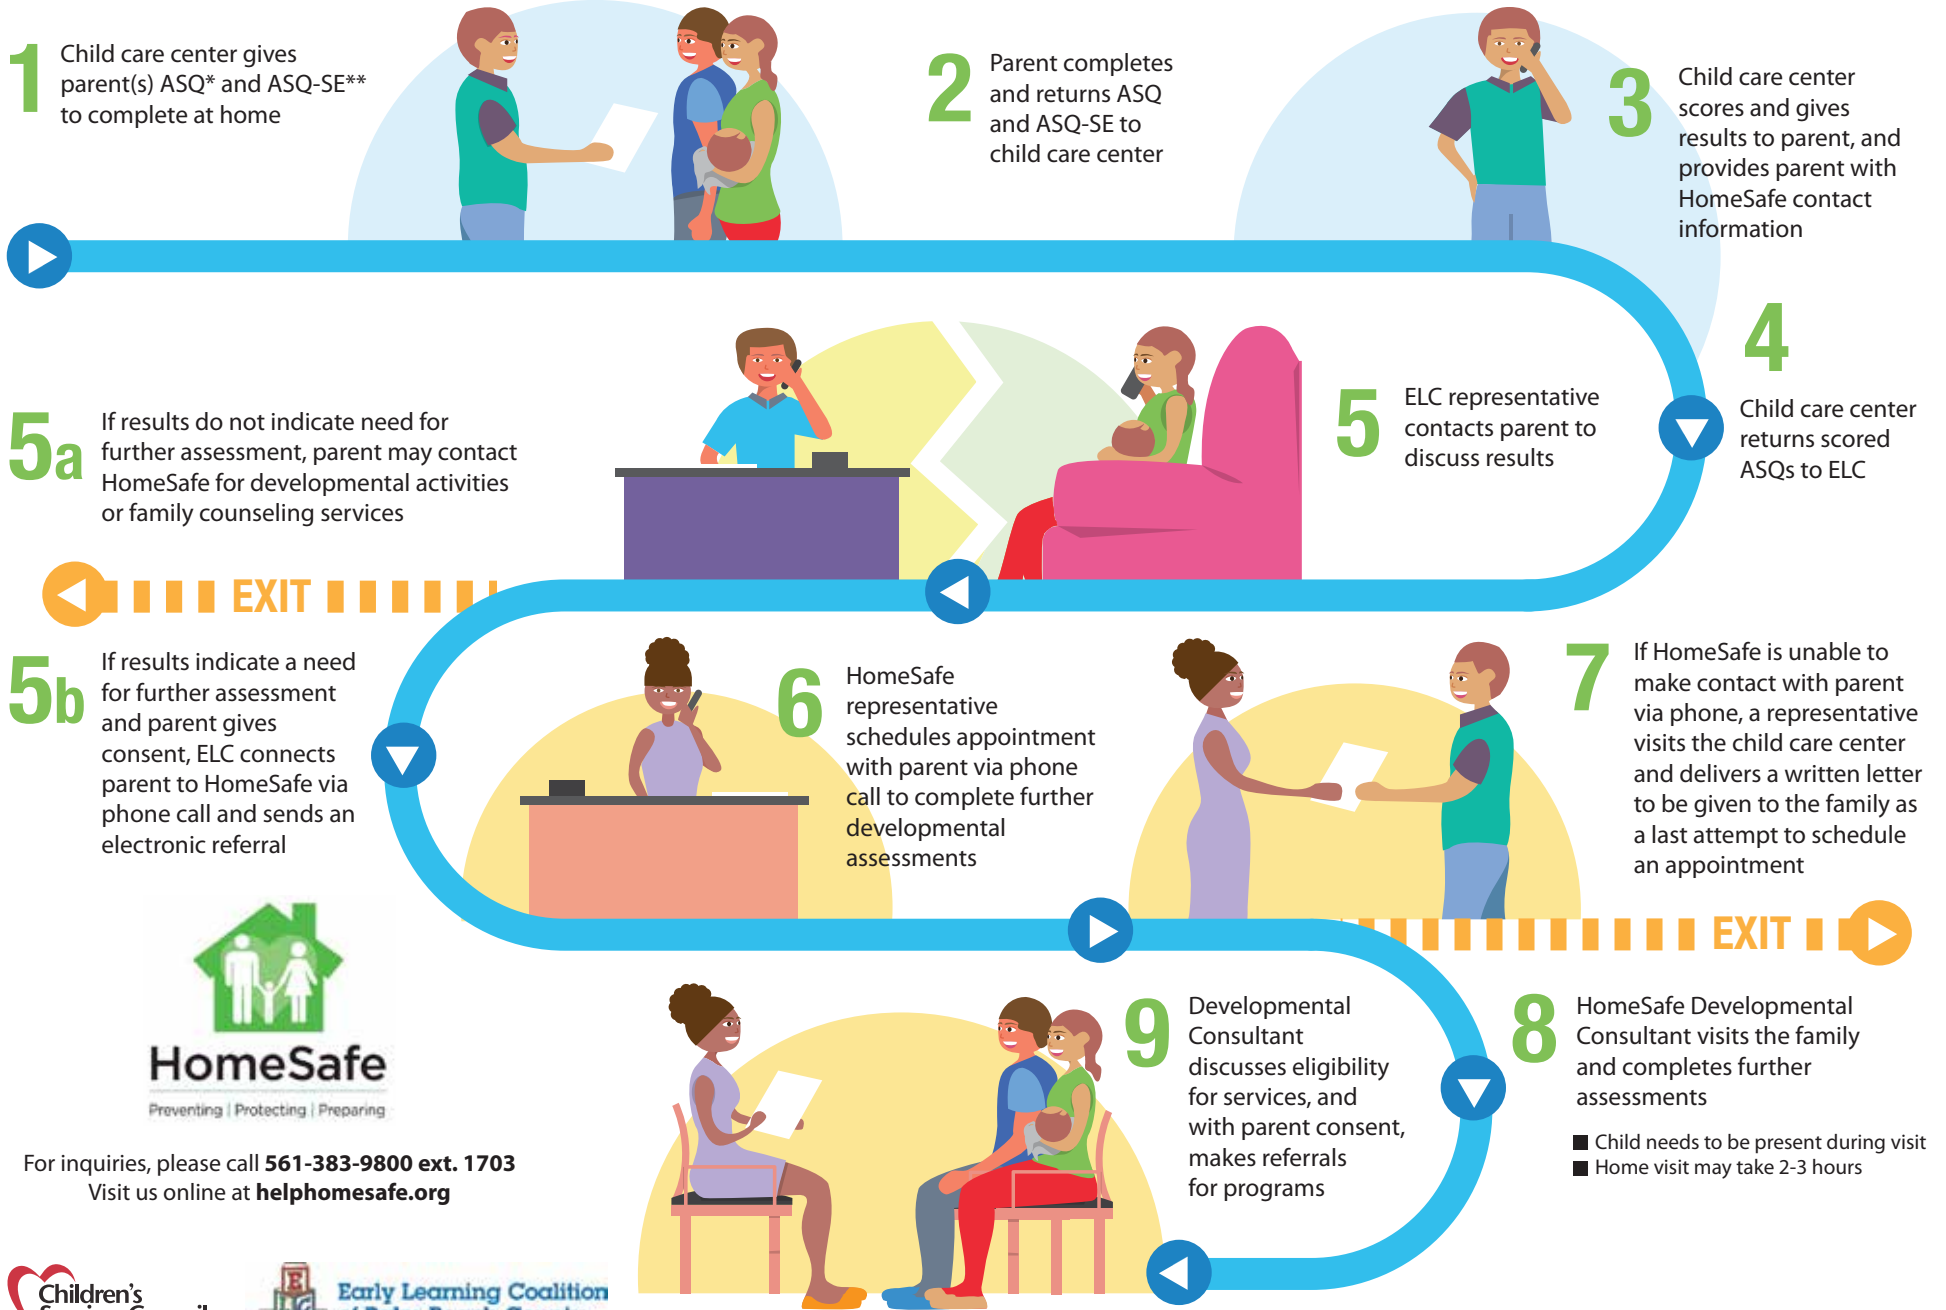 1
Child care center gives
parent(s) ASQ* and ASQ-SE**
to complete at home
2
Parent completes
and returns ASQ
and ASQ-SE to
child care center
3
Child care center
scores and gives
results to parent, and
provides parent with
HomeSafe contact
information
4
Child care center
returns scored
ASQs to ELC
5
ELC representative
contacts parent to
discuss results
5a
If results do not indicate need for
further assessment, parent may contact
HomeSafe for developmental activities
or family counseling services
EXIT
5b
If results indicate a need
for further assessment
and parent gives
consent, ELC connects
parent to HomeSafe via
phone call and sends an
electronic referral
6
HomeSafe
representative
schedules appointment
with parent via phone
call to complete further
developmental
assessments
7
If HomeSafe is unable to
make contact with parent
via phone, a representative
visits the child care center
and delivers a written letter
to be given to the family as
a last attempt to schedule
an appointment
EXIT
8
HomeSafe Developmental
Consultant visits the family
and completes further
assessments
■ Child needs to be present during visit
■ Home visit may take 2-3 hours
9
Developmental
Consultant
discusses eligibility
for services, and
with parent consent,
makes referrals
for programs
HomeSafe
Preventing | Protecting | Preparing
For inquiries, please call 561-383-9800 ext. 1703
Visit us online at helphomesafe.org
Children's
E
Early Learning Coalition